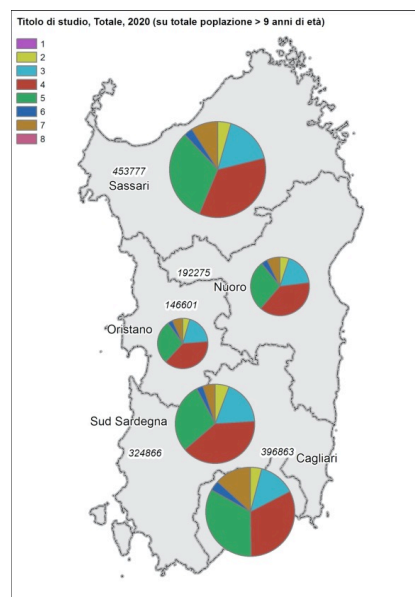 Titolo di studio, Totale, 2020 (su totale poplazione > 9 anni di età)
1
2
3
4
5
6
7
8
453777
Sassari
192275
Nuoro
146601
Oristano
Sud Sardegna
324866
396863
Cagliari